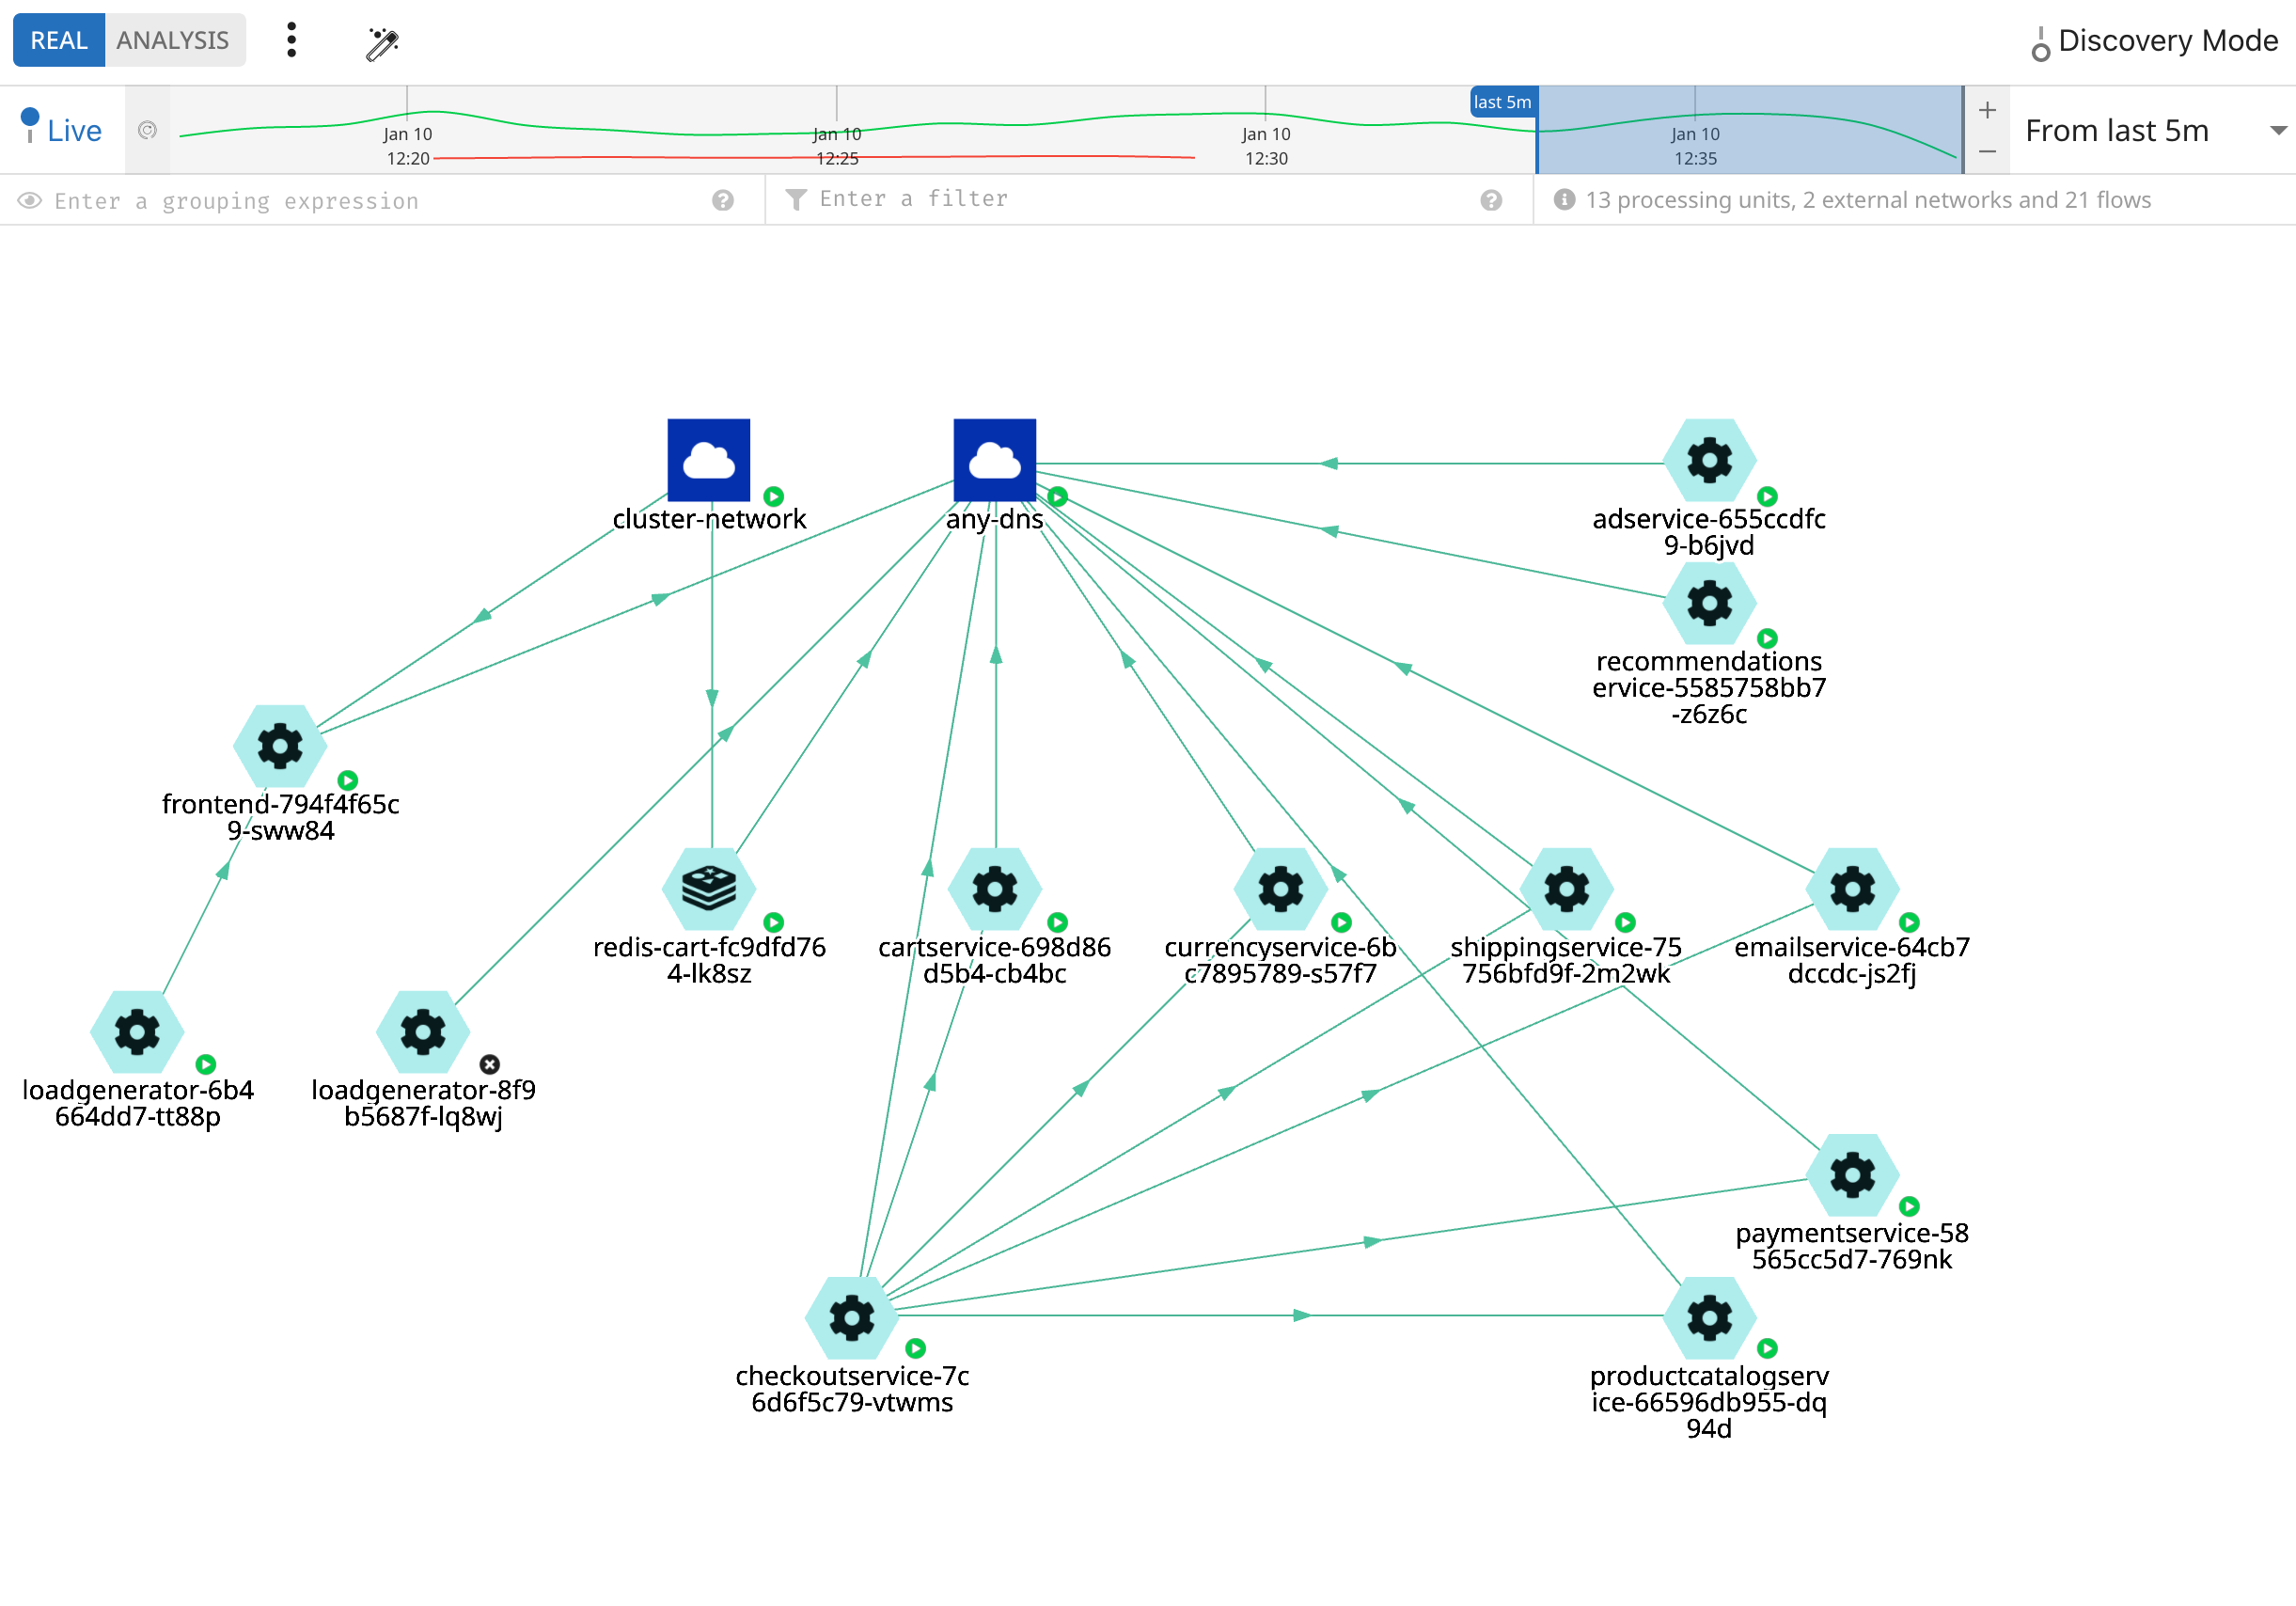 REAL
ANALYSIS
Discovery Mode
Live
last 5m
Jan 10
12:20
Jan 10
12:25
Jan 10
12:30
Jan 10
12:35
+
−
From last 5m
Enter a grouping expression
Enter a filter
13 processing units, 2 external networks and 21 flows
cluster-network
any-dns
adservice-655ccdfc
9-b6jvd
recommendations
ervice-5585758bb7
-z6z6c
frontend-794f4f65c
9-sww84
redis-cart-fc9dfd76
4-lk8sz
cartservice-698d86
d5b4-cb4bc
currencyservice-6b
c7895789-s57f7
shippingservice-75
756bfd9f-2m2wk
emailservice-64cb7
dccdc-js2fj
loadgenerator-6b4
664dd7-tt88p
loadgenerator-8f9
b5687f-lq8wj
paymentservice-58
565cc5d7-769nk
checkoutservice-7c
6d6f5c79-vtwms
productcatalogserv
ice-66596db955-dq
94d